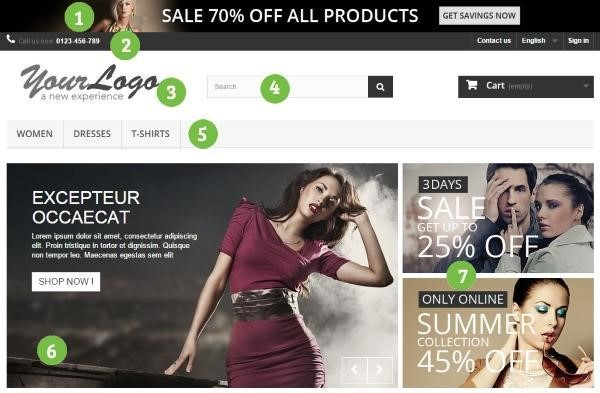 1
SALE 70% OFF ALL PRODUCTS
GET SAVINGS NOW
Call us now: 0123-456-789
2
Contact us
English
Sign in
YourLogo
a new experience
3
Search
4
Cart (empty)
WOMEN
DRESSES
T-SHIRTS
5
EXCEPTEUR
OCCAECAT
Lorem ipsum dolor sit amet, consectetur adipiscing
elit. Proin tristique in tortor et dignissim. Quisque
non tempor leo. Maecenas egestas sem elit
SHOP NOW !
6
3 DAYS
SALE
GET UP TO
25% OFF
7
ONLY ONLINE
SUMMER
COLLECTION
45% OFF